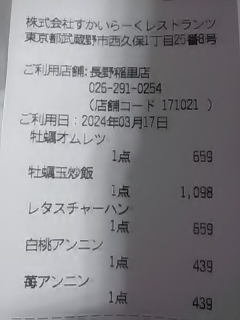 株式会社すかいらーくレストランツ
東京都武蔵野市西久保1丁目25番8号
ご利用店舗:長野稲里店
026-291-0254
(店舗コード 171021 )
ご利用日:2024年03月17日
牡蠣オムレツ
1点 659
牡蠣玉炒飯
1点 1,098
レタスチャーハン
1点 659
白桃アンニン
1点 439
苺アンニン
1点 439